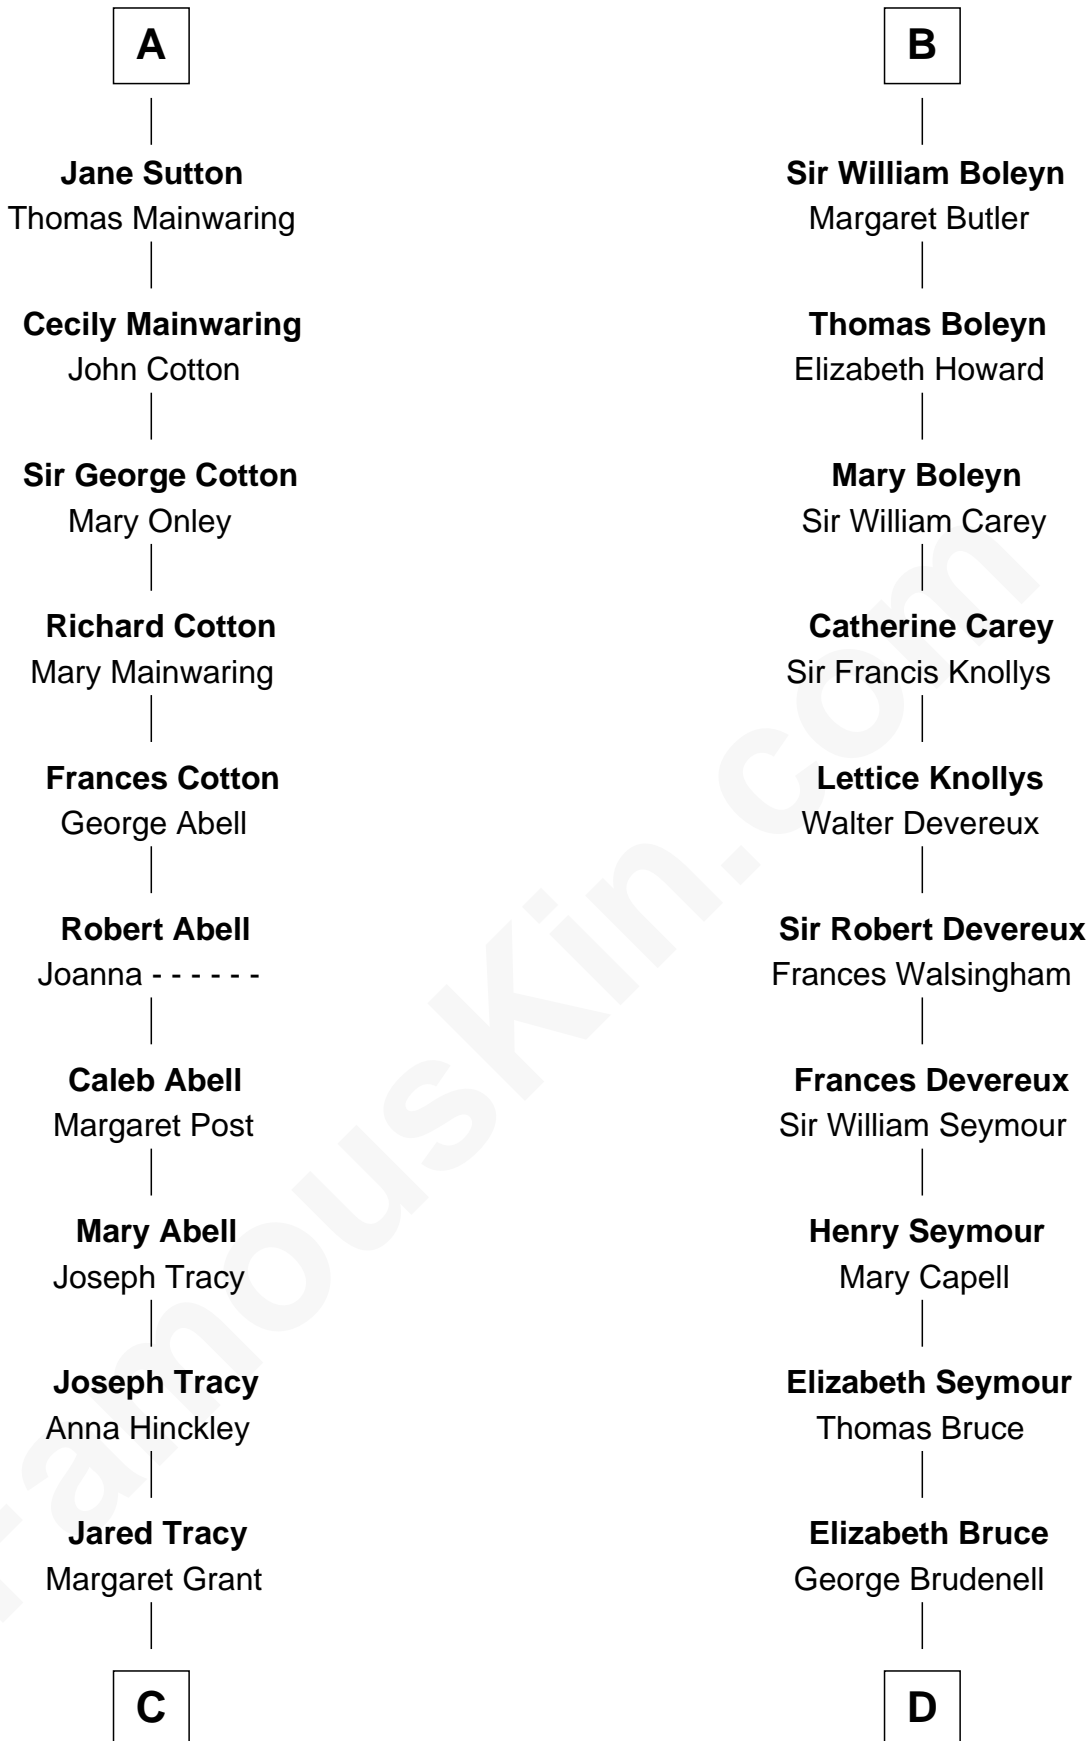 A
Jane Sutton
Thomas Mainwaring
Cecily Mainwaring
John Cotton
Sir George Cotton
Mary Onley
Richard Cotton
Mary Mainwaring
Frances Cotton
George Abell
Robert Abell
Joanna - - - - - -
Caleb Abell
Margaret Post
Mary Abell
Joseph Tracy
Joseph Tracy
Anna Hinckley
Jared Tracy
Margaret Grant
C
B
Sir William Boleyn
Margaret Butler
Thomas Boleyn
Elizabeth Howard
Mary Boleyn
Sir William Carey
Catherine Carey
Sir Francis Knollys
Lettice Knollys
Walter Devereux
Sir Robert Devereux
Frances Walsingham
Frances Devereux
Sir William Seymour
Henry Seymour
Mary Capell
Elizabeth Seymour
Thomas Bruce
Elizabeth Bruce
George Brudenell
D
FamousKin.com